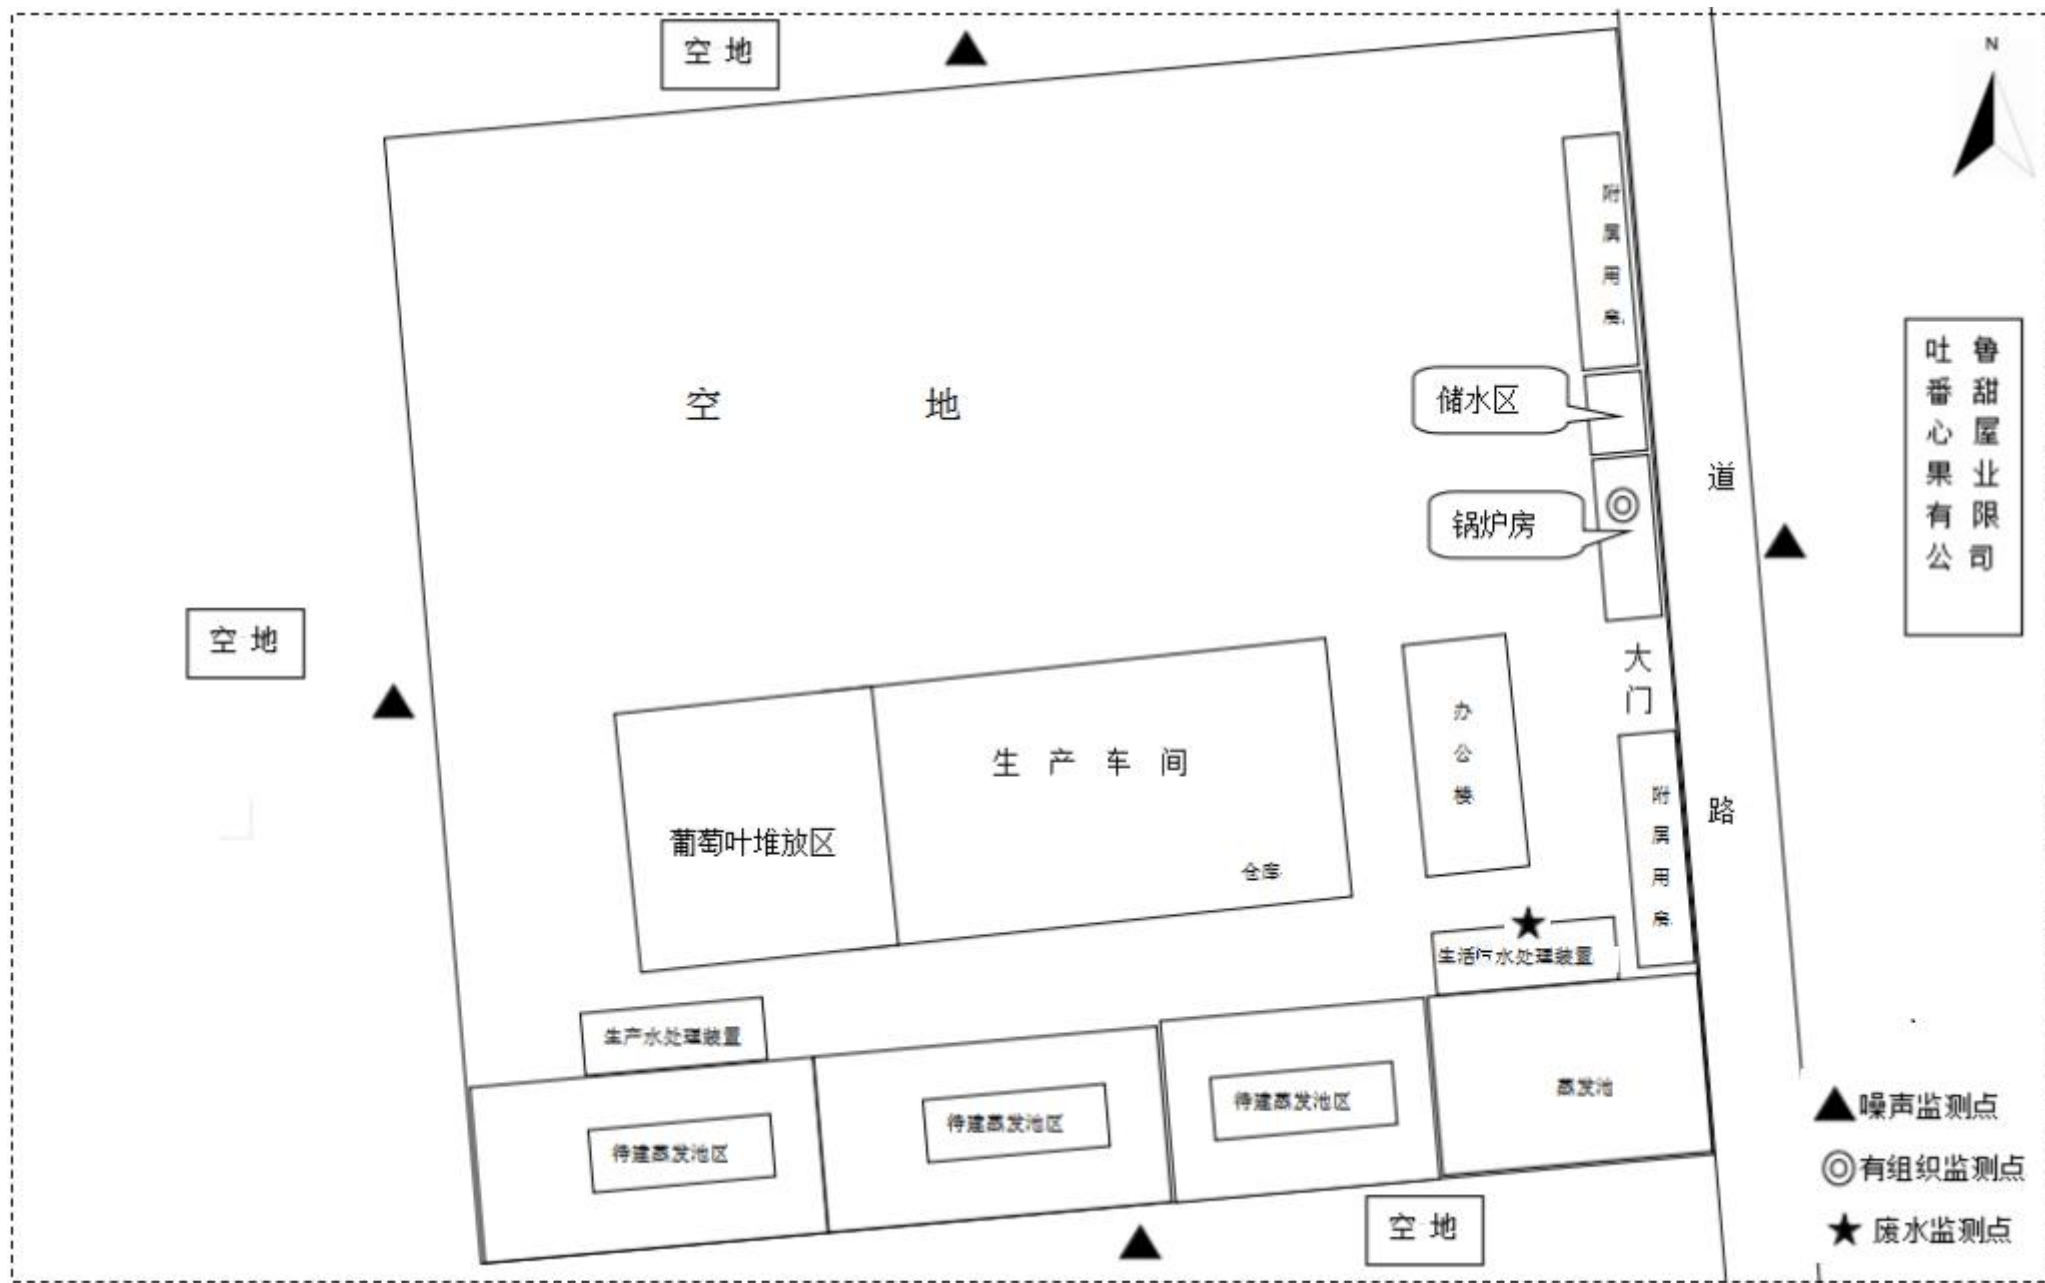 空 地
N
附属用房
储水区
空 地
吐鲁
番甜
心屋
果业
有限
公司
道
锅炉房
空 地
大门
办公楼
生 产 车 间
附属用房
路
葡萄叶堆放区
仓库
生活污水处理装置
生产水处理装置
蒸发池
待建蒸发池区
待建蒸发池区
待建蒸发池区
噪声监测点
有组织监测点
空 地
废水监测点